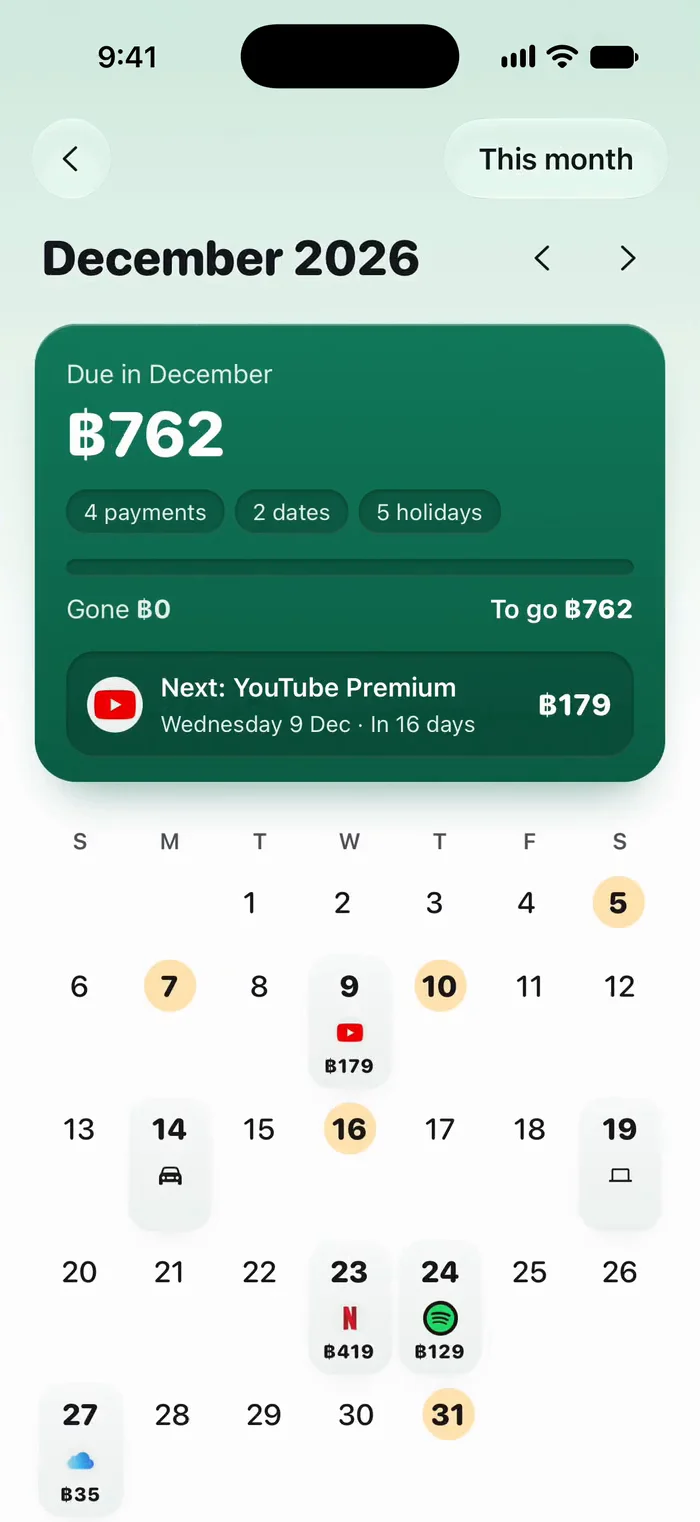 9:41
This month
December 2026
Due in December
฿762
4 payments 2 dates 5 holidays
Gone ฿0 To go ฿762
Next: YouTube Premium
Wednesday 9 Dec · In 16 days
฿179
S M T W T F S
1 2 3 4 5
6 7 8 9 10 11 12
฿179
13 14 15 16 17 18 19
20 21 22 23 24 25 26
N
฿419 ฿129
27 28 29 30 31
฿35